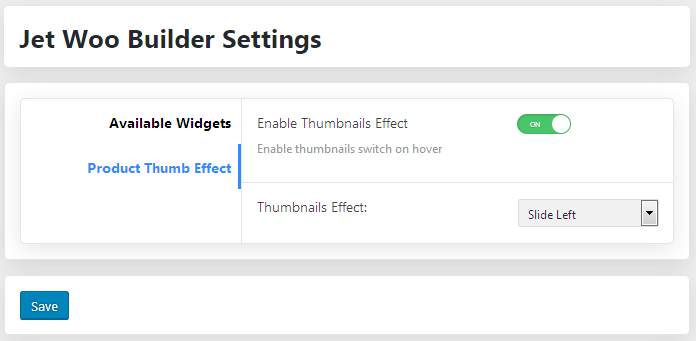 Jet Woo Builder Settings
Available Widgets
Product Thumb Effect
Enable Thumbnails Effect
ON
Enable thumbnails switch on hover
Thumbnails Effect:
Slide Left
Save